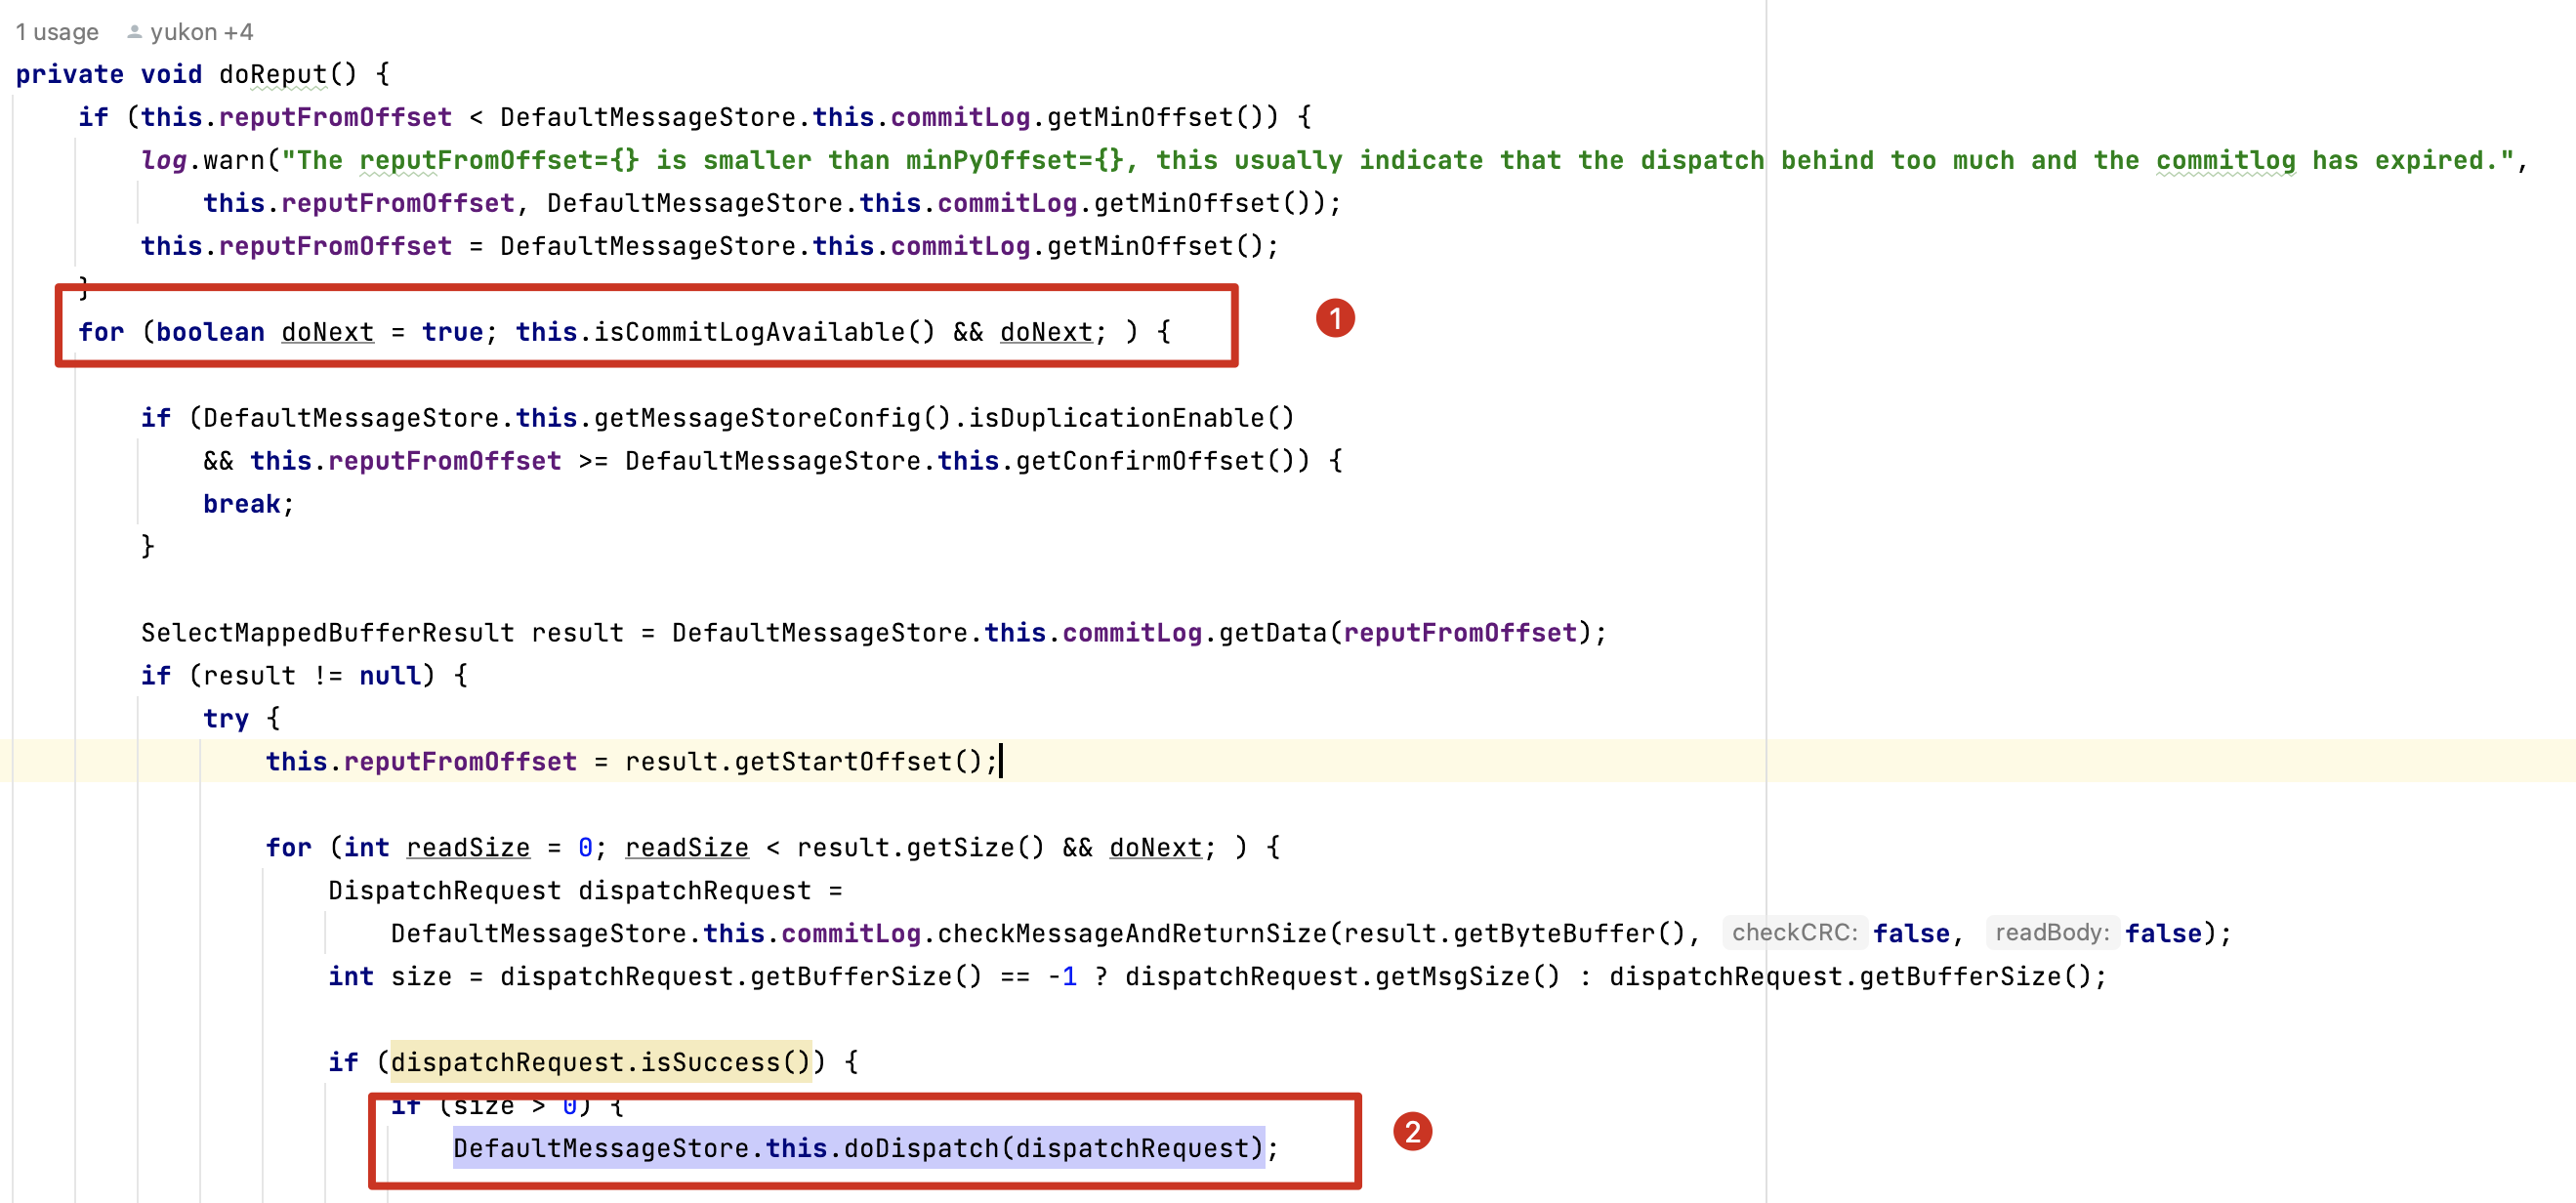 1 usage yukon +4
private void doReput() {
if (this.reputFromOffset < DefaultMessageStore.this.commitLog.getMinOffset()) {
log.warn("The reputFromOffset={} is smaller than minPyOffset={}, this usually indicate that the dispatch behind too much and the commitlog has expired.",
this.reputFromOffset, DefaultMessageStore.this.commitLog.getMinOffset());
this.reputFromOffset = DefaultMessageStore.this.commitLog.getMinOffset();
}
for (boolean doNext = true; this.isCommitLogAvailable() && doNext; ) { 1
if (DefaultMessageStore.this.getMessageStoreConfig().isDuplicationEnable()
&& this.reputFromOffset >= DefaultMessageStore.this.getConfirmOffset()) {
break;
}
SelectMappedBufferResult result = DefaultMessageStore.this.commitLog.getData(reputFromOffset);
if (result != null) {
try {
this.reputFromOffset = result.getStartOffset();
for (int readSize = 0; readSize < result.getSize() && doNext; ) {
DispatchRequest dispatchRequest =
DefaultMessageStore.this.commitLog.checkMessageAndReturnSize(result.getByteBuffer(), checkCRC: false, readBody: false);
int size = dispatchRequest.getBufferSize() == -1 ? dispatchRequest.getMsgSize() : dispatchRequest.getBufferSize();
if (dispatchRequest.isSuccess()) {
if (size > 0) {
DefaultMessageStore.this.doDispatch(dispatchRequest); 2